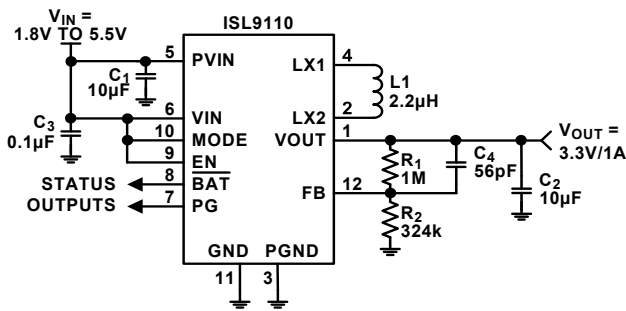 ISL9110
V_IN =
1.8V TO 5.5V
5 PVIN
C1
10µF
LX1 4
L1
2.2µH
LX2 2
6 VIN
C3
0.1µF
10 MODE
9 EN
VOUT 1
V_OUT =
3.3V/1A
R1
1M
C4
56pF
C2
10µF
STATUS 8 BAT
OUTPUTS 7 PG
FB 12
R2
324k
GND PGND
11 3